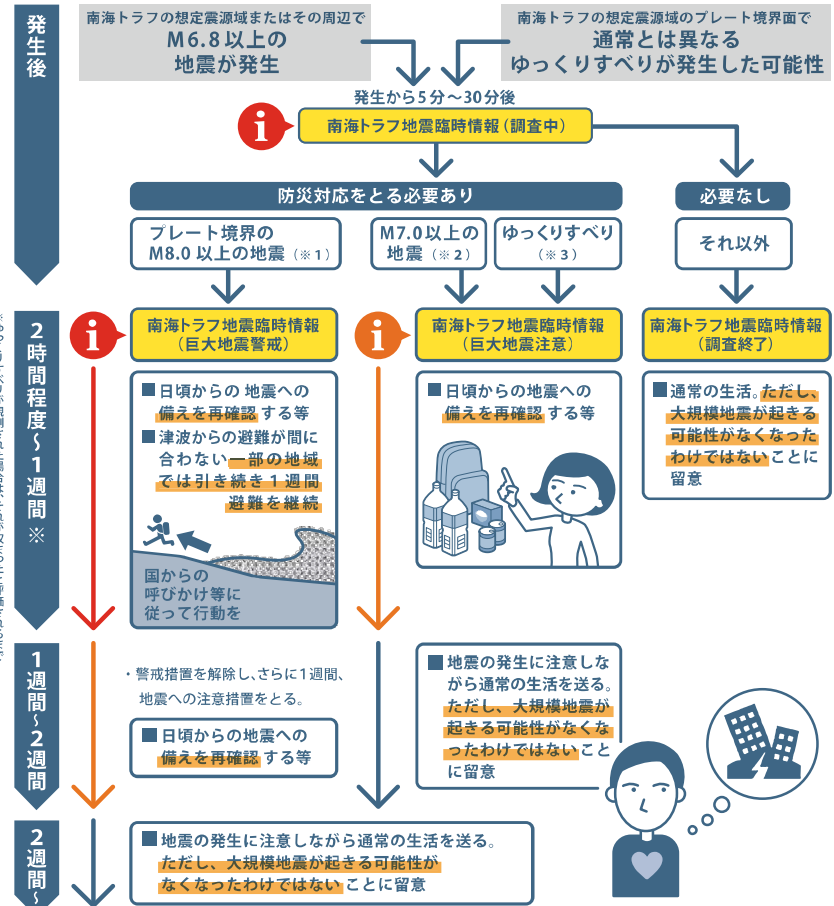 発生後
南海トラフの想定震源域またはその周辺で
M6.8以上の
地震が発生
南海トラフの想定震源域のプレート境界面で
通常とは異なる
ゆっくりすべりが発生した可能性
発生から5分〜30分後
i
南海トラフ地震臨時情報(調査中)
防災対応をとる必要あり
必要なし
プレート境界の
M8.0 以上の地震(※1)
M7.0以上の
地震(※2)
ゆっくりすべり
(※3)
それ以外
2時間程度〜1週間※
i
南海トラフ地震臨時情報
(巨大地震警戒)
i
南海トラフ地震臨時情報
(巨大地震注意)
南海トラフ地震臨時情報
(調査終了)
■日頃からの 地震への
備えを再確認 する等
■津波からの避難が間に
合わない一部の地域
では引き続き1週間
避難を継続
国からの
呼びかけ等に
従って行動を
■日頃からの地震への
備えを再確認 する等
■通常の生活。ただし、
大規模地震が起きる
可能性がなくなった
わけではないことに
留意
1週間〜2週間
・警戒措置を解除し、さらに1週間、
地震への注意措置をとる。
■日頃からの地震への
備えを再確認 する等
■地震の発生に注意しな
がら通常の生活を送る。
ただし、大規模地震が
起きる可能性がなくな
ったわけではないこと
に留意
2週間〜
■地震の発生に注意しながら通常の生活を送る。
ただし、大規模地震が起きる可能性が
なくなったわけではない ことに留意